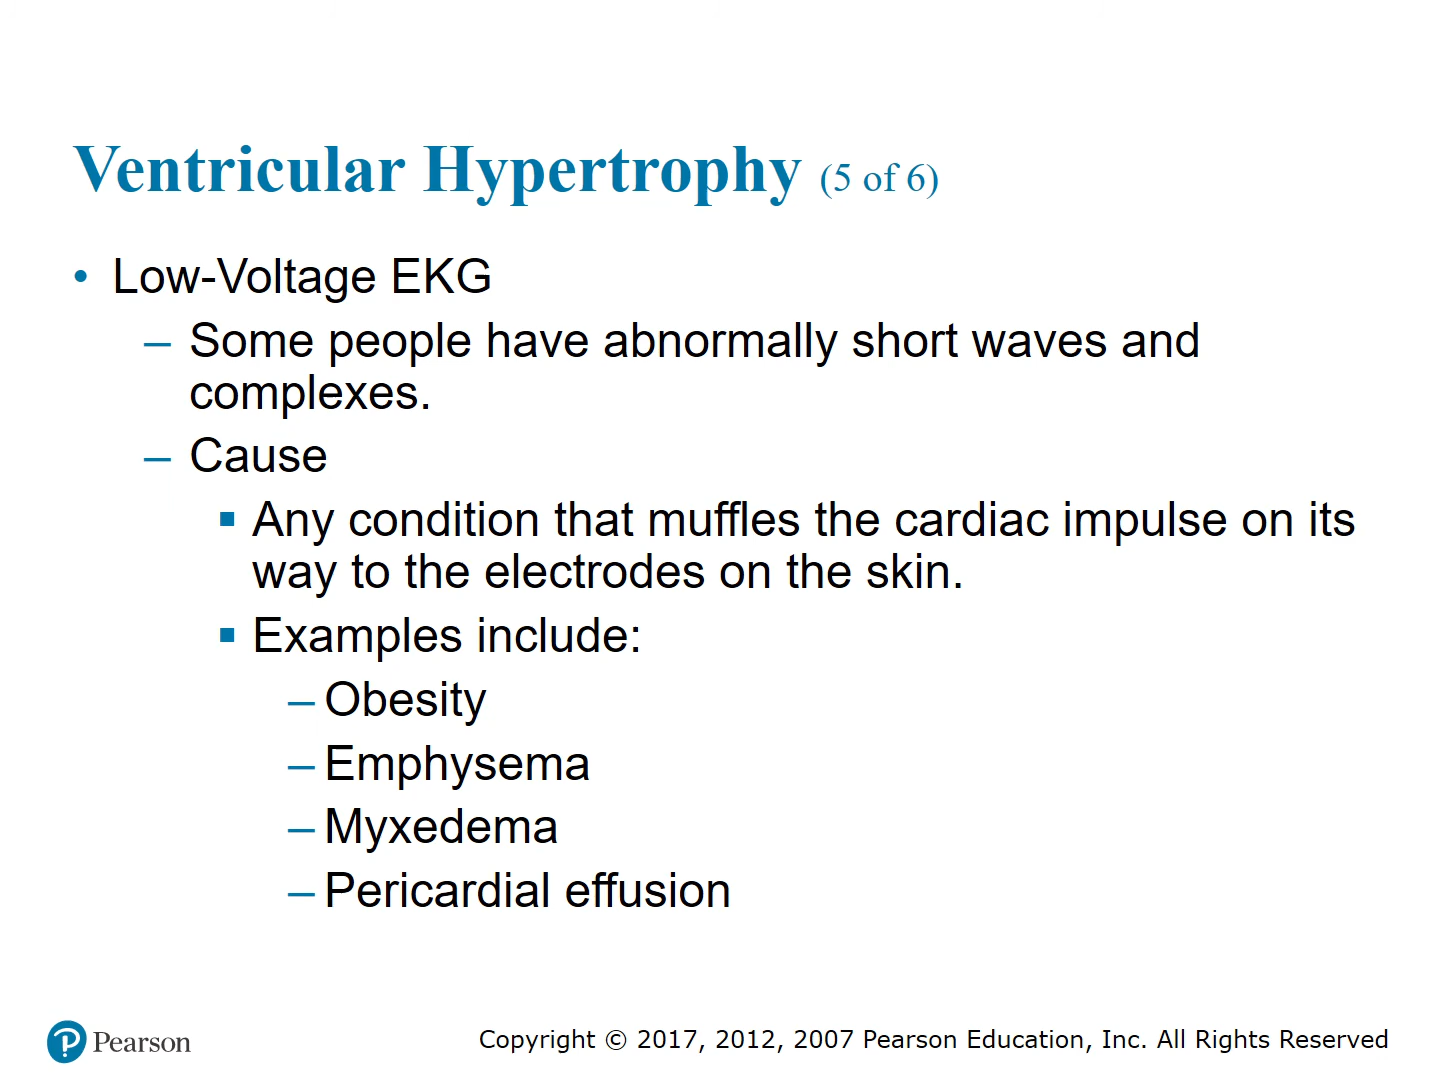 Ventricular Hypertrophy (5 of 6)
• Low-Voltage EKG
– Some people have abnormally short waves and
complexes.
– Cause
▪ Any condition that muffles the cardiac impulse on its
way to the electrodes on the skin.
▪ Examples include:
– Obesity
– Emphysema
– Myxedema
– Pericardial effusion
Pearson
Copyright © 2017, 2012, 2007 Pearson Education, Inc. All Rights Reserved